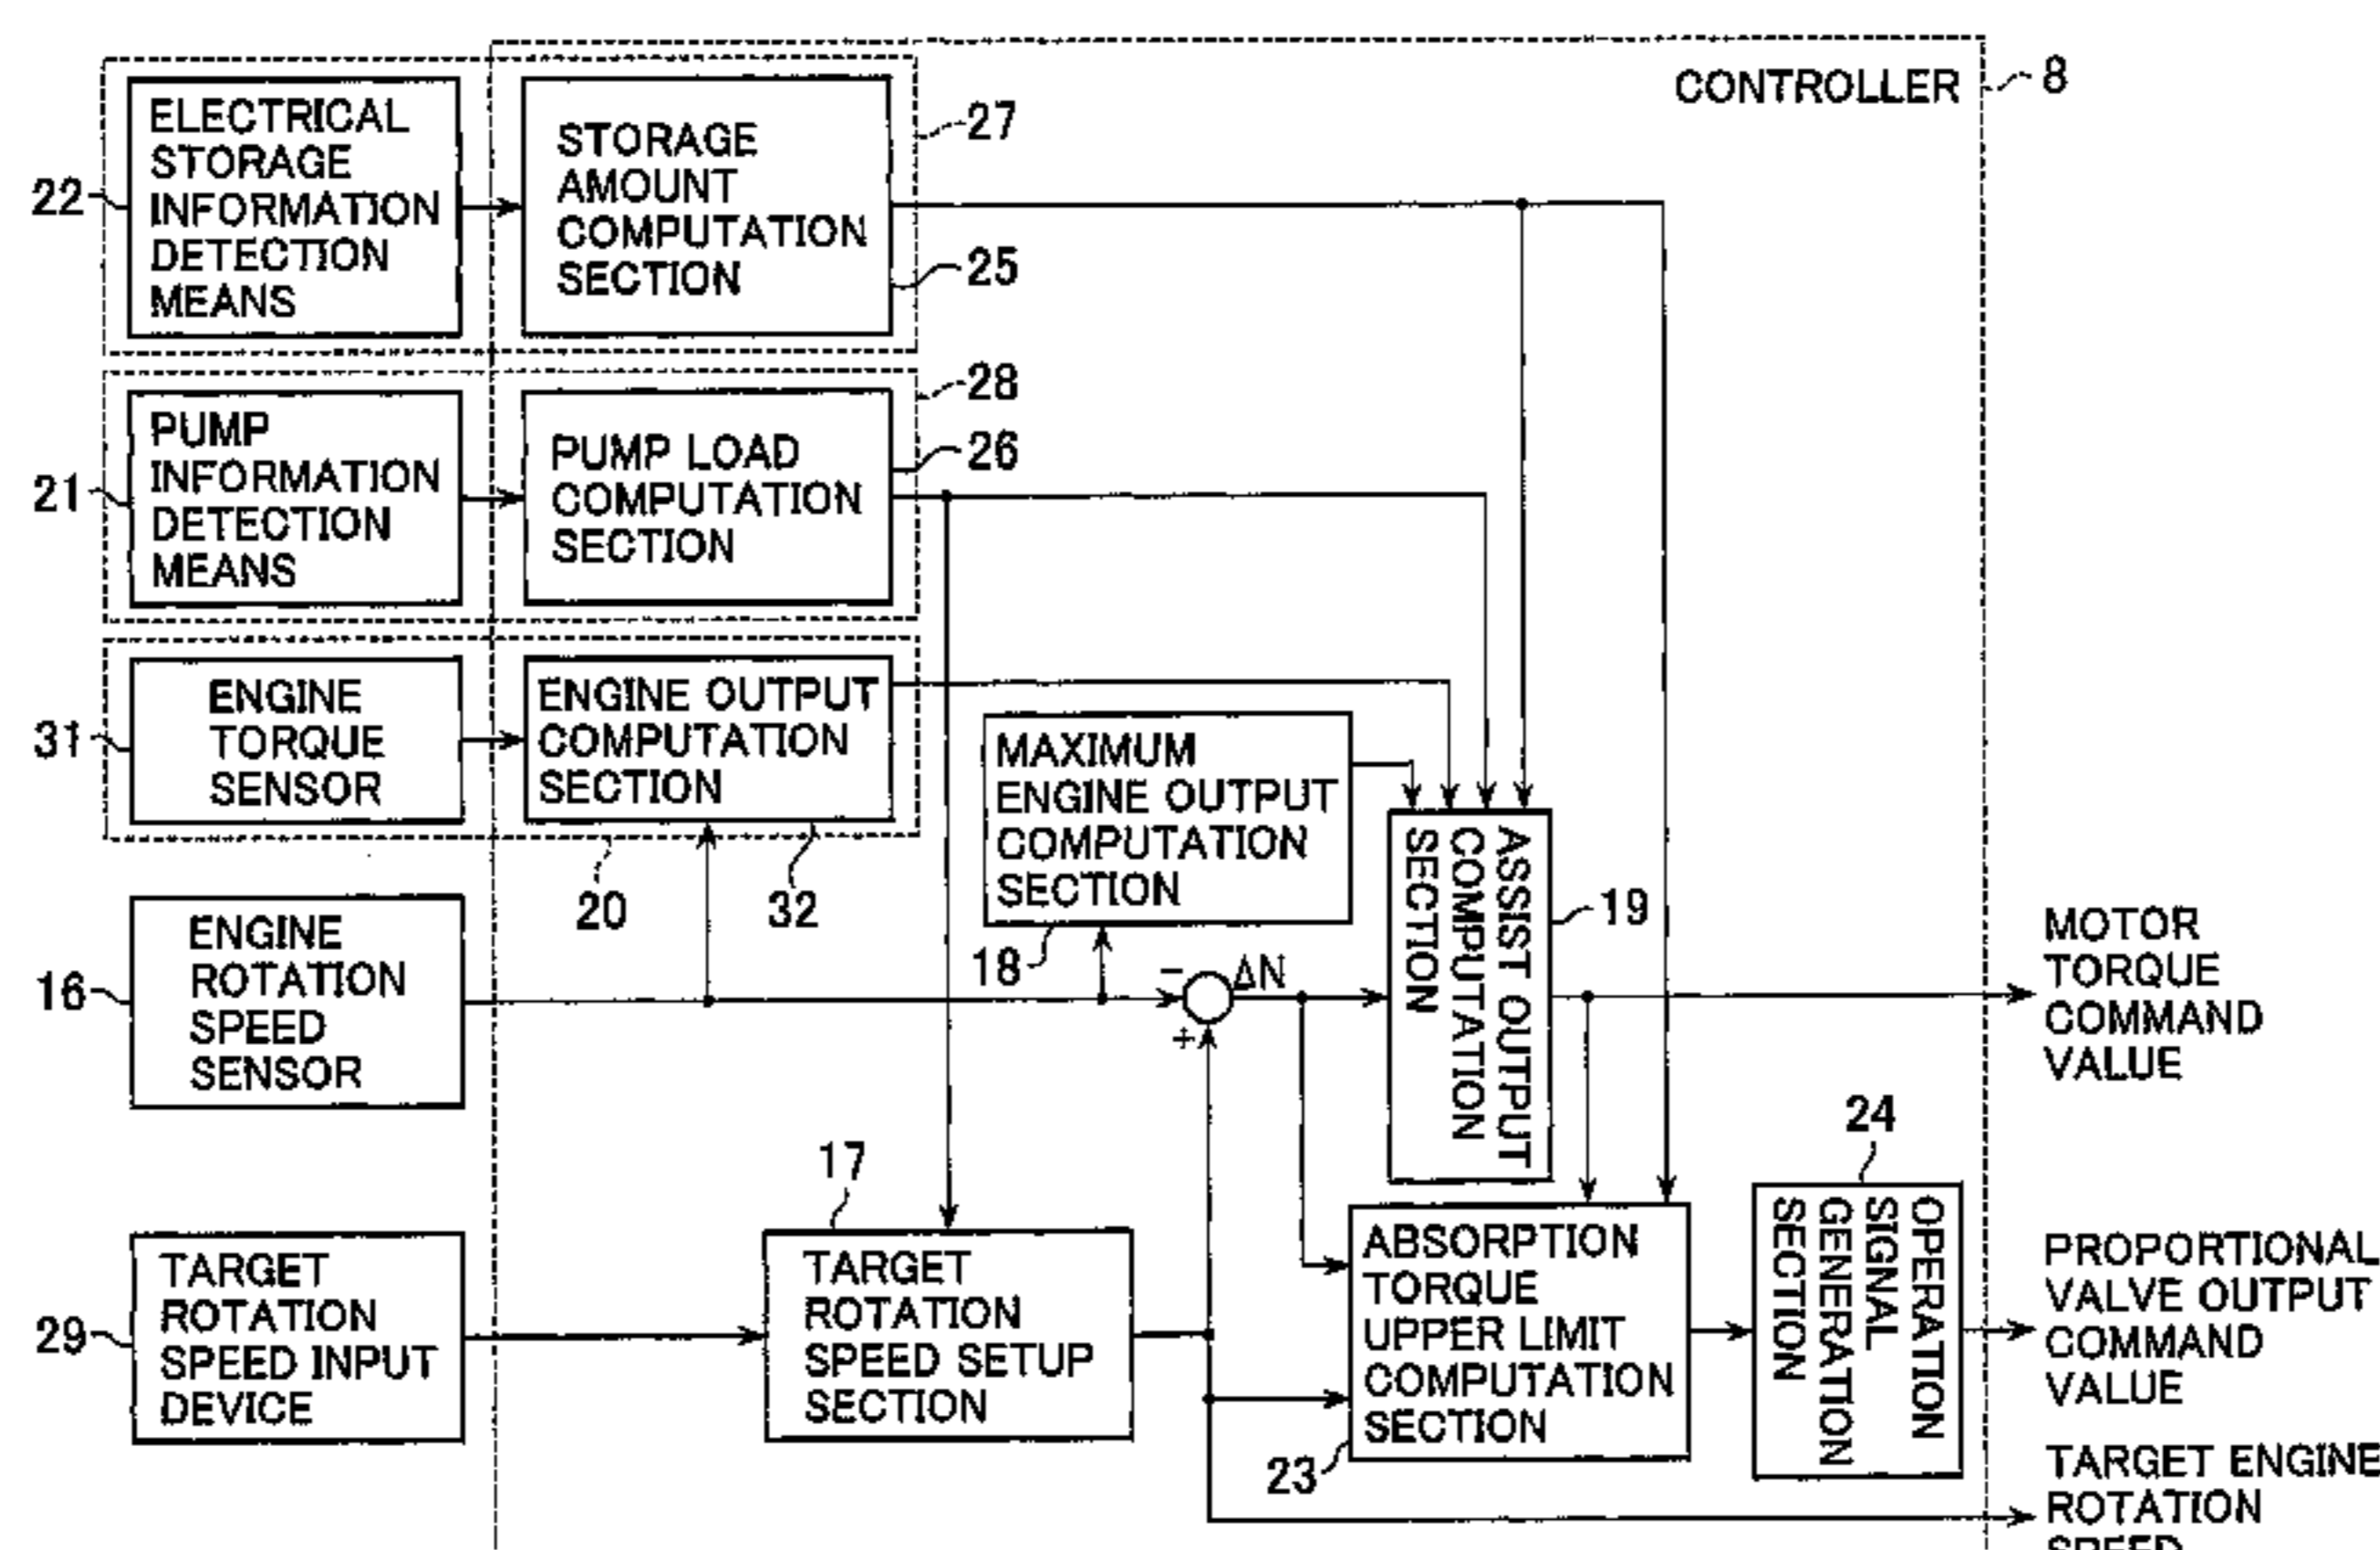 CONTROLLER
8
ELECTRICAL
STORAGE
INFORMATION
DETECTION
MEANS
22
STORAGE
AMOUNT
COMPUTATION
SECTION
27
25
PUMP
INFORMATION
DETECTION
MEANS
21
PUMP LOAD
COMPUTATION
SECTION
28
26
ENGINE
TORQUE
SENSOR
31
ENGINE OUTPUT
COMPUTATION
SECTION
20
32
MAXIMUM
ENGINE OUTPUT
COMPUTATION
SECTION
18
ASSIST OUTPUT
COMPUTATION
SECTION
19
ENGINE
ROTATION
SPEED
SENSOR
16
−
ΔN
+
MOTOR
TORQUE
COMMAND
VALUE
TARGET
ROTATION
SPEED INPUT
DEVICE
29
17
TARGET
ROTATION
SPEED SETUP
SECTION
ABSORPTION
TORQUE
UPPER LIMIT
COMPUTATION
SECTION
23
24
OPERATION
SIGNAL
GENERATION
SECTION
PROPORTIONAL
VALVE OUTPUT
COMMAND
VALUE
TARGET ENGINE
ROTATION
SPEED